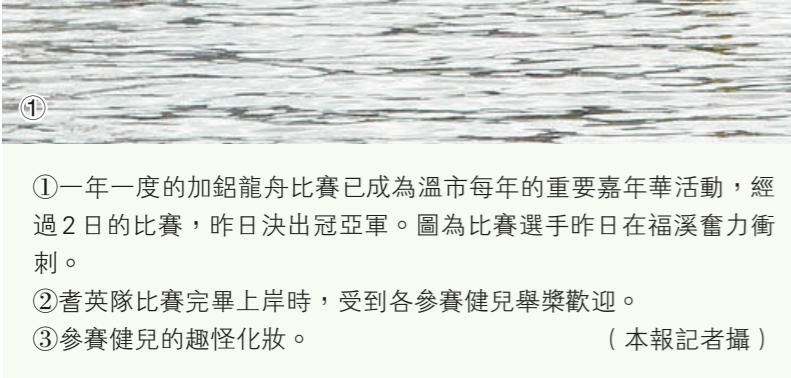 ①
①一年一度的加鋁龍舟比賽已成為溫市每年的重要嘉年華活動，經
過2日的比賽，昨日決出冠亞軍。圖為比賽選手昨日在福溪奮力衝
刺。
②耆英隊比賽完畢上岸時，受到各參賽健兒舉槳歡迎。
③參賽健兒的趣怪化妝。 （本報記者攝）